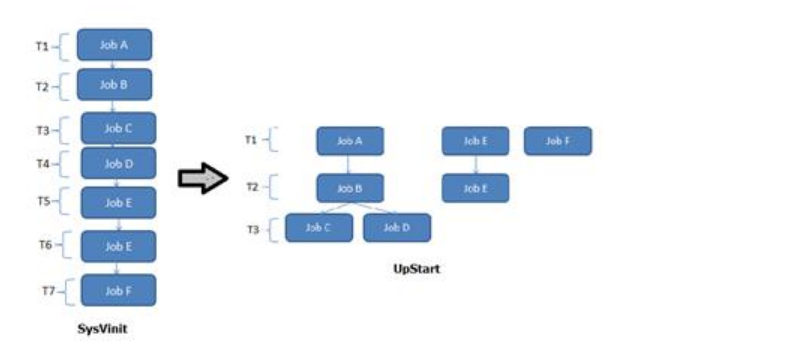 T1 Job A
T2 Job B
T3 Job C
T4 Job D
T5 Job E
T6 Job E
T7 Job F
SysVinit
T1 Job A Job E Job F
T2 Job B Job E
T3 Job C Job D
UpStart